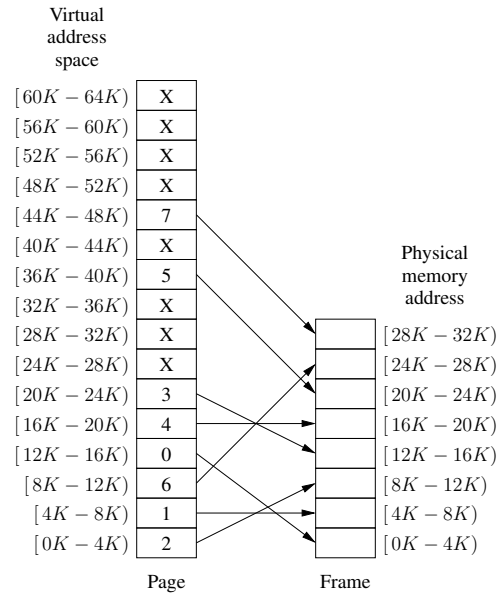 Virtual
address
space
[60K − 64K) X
[56K − 60K) X
[52K − 56K) X
[48K − 52K) X
[44K − 48K) 7
[40K − 44K) X
[36K − 40K) 5
[32K − 36K) X
[28K − 32K) X
[24K − 28K) X
[20K − 24K) 3
[16K − 20K) 4
[12K − 16K) 0
[8K − 12K) 6
[4K − 8K) 1
[0K − 4K) 2
Page
Physical
memory
address
[28K − 32K)
[24K − 28K)
[20K − 24K)
[16K − 20K)
[12K − 16K)
[8K − 12K)
[4K − 8K)
[0K − 4K)
Frame